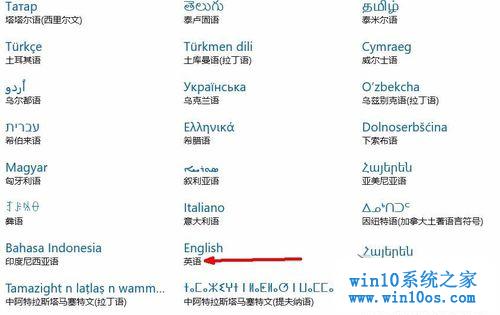 Татар
తెలుగు
தமிழ்
塔塔尔语(西里尔文)
泰卢固语
泰米尔语
Türkçe
Türkmen dili
Cymraeg
土耳其语
土库曼语(拉丁语)
威尔士语
اُردو
Українська
O'zbekcha
乌尔都语
乌克兰语
乌兹别克语(拉丁语)
עברית
Ελληνικά
Dolnoserbšćina
希伯来语
希腊语
下索布语
Magyar
Հայերեն
匈牙利语
叙利亚语
亚美尼亚语
Italiano
ᐃᓄᒃᑎᑐᑦ
彝语
意大利语
因纽特语(加拿大土著语言符号)
Bahasa Indonesia
English
Հայերեն
印度尼西亚语
英语
Tamazight n laṭlaṣ n wamm...
中阿特拉斯塔马塞特文(拉丁语)
中阿特拉斯塔马塞特文(提夫纳语)
win10系统之家
www.win10os.com